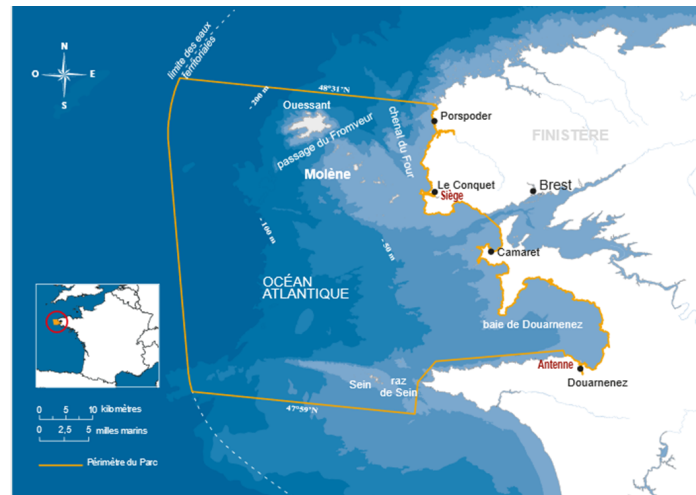 limite des eaux
territoriales
N
O E
S
48°31'N
- 200 m
Ouessant
passage du Fromveur
chenal du Four
Porspoder
FINISTÈRE
Molène
Le Conquet
Siège
Brest
- 100 m
- 50 m
Camaret
OCÉAN
ATLANTIQUE
baie de Douarnenez
Antenne
Douarnenez
Sein
raz
de Sein
47°59'N
0 5 10 kilomètres
0 2,5 5 milles marins
Périmètre du Parc